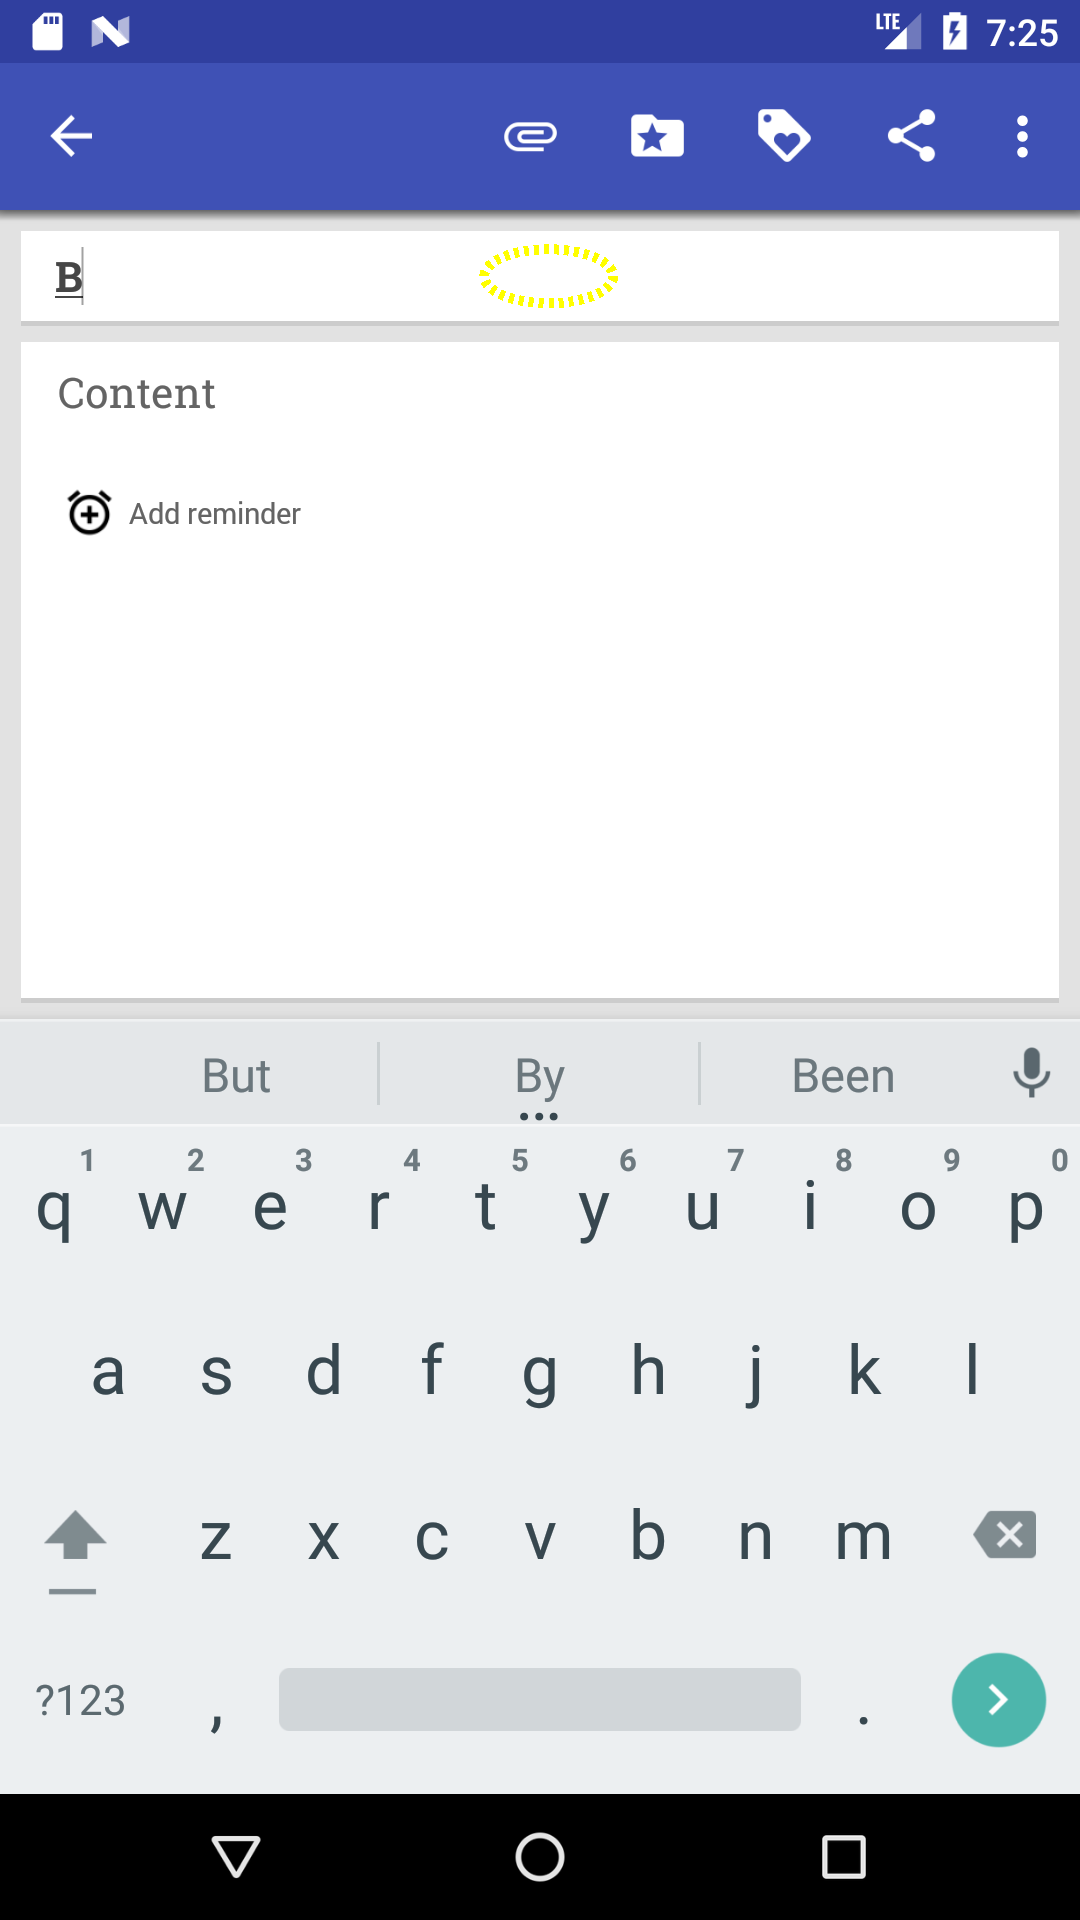 LTE 7:25
B
Content
Add reminder
But By Been
1 2 3 4 5 6 7 8 9 0
q w e r t y u i o p
a s d f g h j k l
z x c v b n m
?123 , .